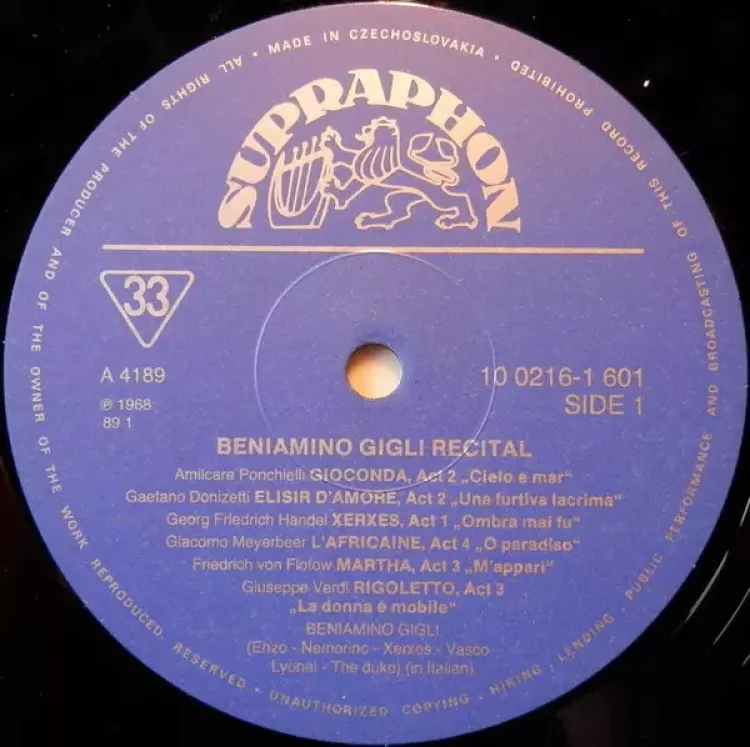 ALL RIGHTS OF THE PRODUCER AND OF THE OWNER OF THE WORK REPRODUCED. RESERVED • UNAUTHORIZED COPYING - HIRING - LENDING - PUBLIC PERFORMANCE AND BROADCASTING OF THIS RECORD PROHIBITED
• MADE IN CZECHOSLOVAKIA •
SUPRAPHON
33
A 4189
10 0216-1 601
℗ 1968
SIDE 1
89 1
BENIAMINO GIGLI RECITAL
Amilcare Ponchielli GIOCONDA, Act 2 „Cielo e mar“
Gaetano Donizetti ELISIR D'AMORE, Act 2 „Una furtiva lacrima“
Georg Friedrich Handel XERXES, Act 1 „Ombra mai fu“
Giacomo Meyerbeer L'AFRICAINE, Act 4 „O paradiso“
Friedrich von Flotow MARTHA, Act 3 „M'appari“
Giuseppe Verdi RIGOLETTO, Act 3
„La donna è mobile“
BENIAMINO GIGLI
(Enzo - Nemorino - Xerxes - Vasco
Lyonel - The duke) (in Italian)